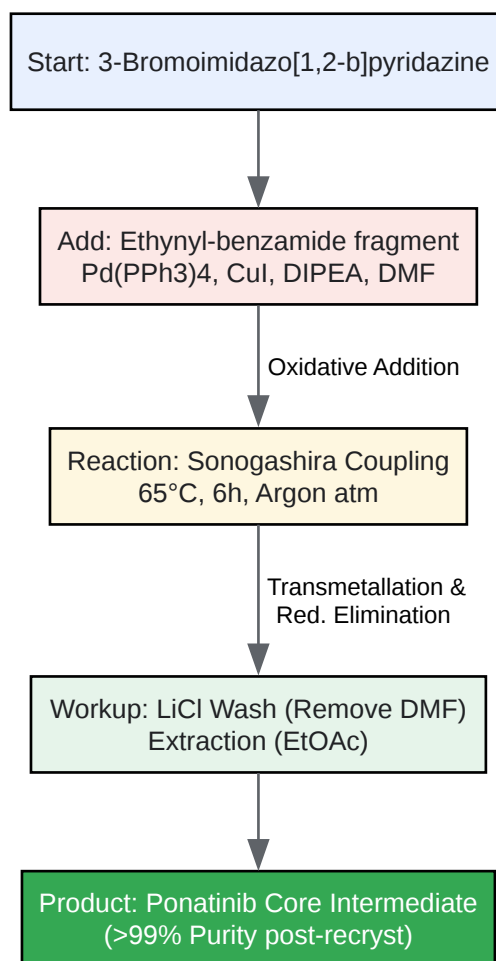 Start: 3-Bromoimidazo[1,2-b]pyridazine
Add: Ethynyl-benzamide fragment
Pd(PPh3)4, CuI, DIPEA, DMF
Oxidative Addition
Reaction: Sonogashira Coupling
65°C, 6h, Argon atm
Transmetallation &
Red. Elimination
Workup: LiCl Wash (Remove DMF)
Extraction (EtOAc)
Product: Ponatinib Core Intermediate
(>99% Purity post-recryst)